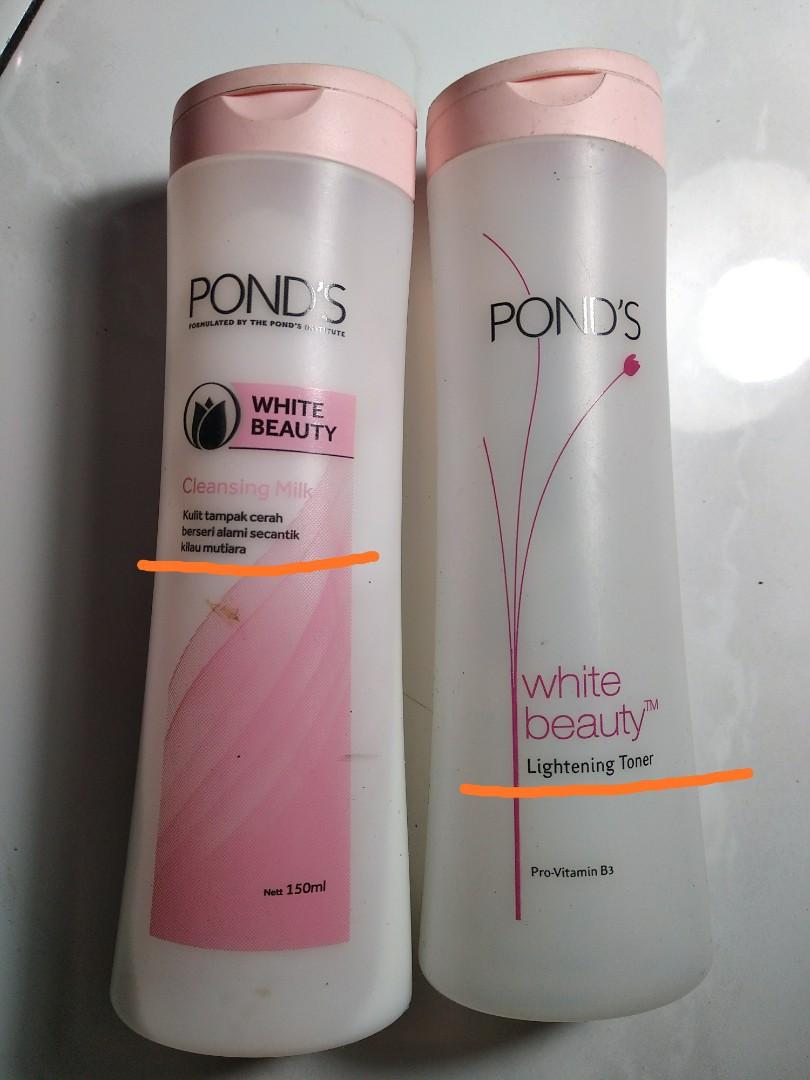 POND'S
FORMULATED BY THE POND'S INSTITUTE
WHITE
BEAUTY
Cleansing Milk
Kulit tampak cerah
berseri alami secantik
kilau mutiara
Nett 150ml
POND'S
white
beauty™
Lightening Toner
Pro-Vitamin B3